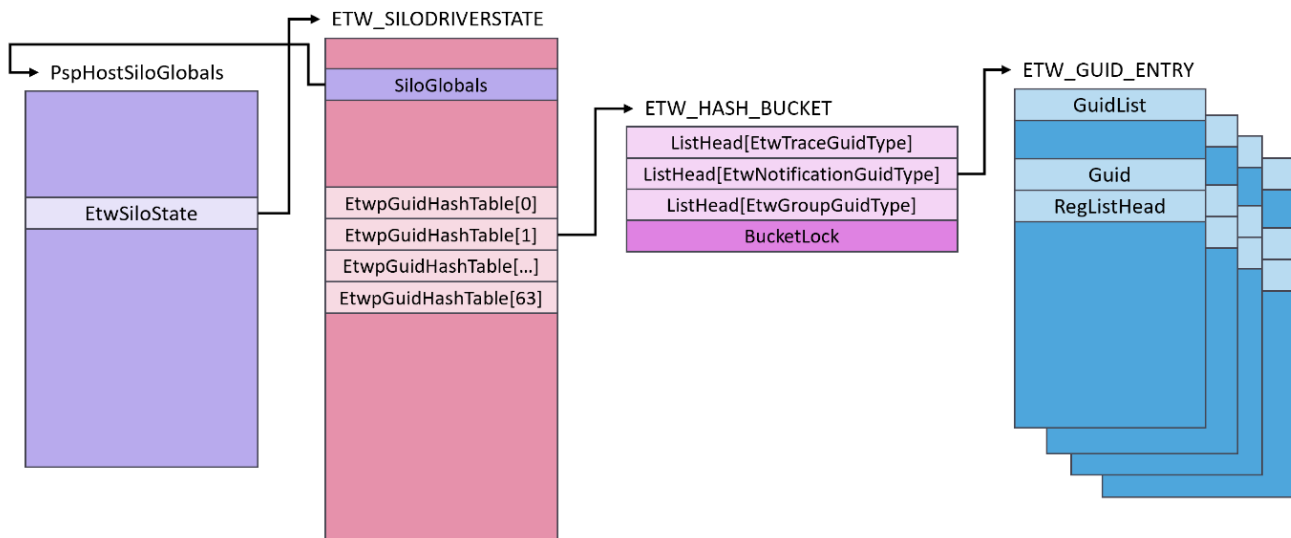 ETW_SILODRIVERSTATE
PspHostSiloGlobals
SiloGlobals
EtwSiloState
EtwpGuidHashTable[0]
EtwpGuidHashTable[1]
EtwpGuidHashTable[...]
EtwpGuidHashTable[63]
ETW_HASH_BUCKET
ListHead[EtwTraceGuidType]
ListHead[EtwNotificationGuidType]
ListHead[EtwGroupGuidType]
BucketLock
ETW_GUID_ENTRY
GuidList
Guid
RegListHead